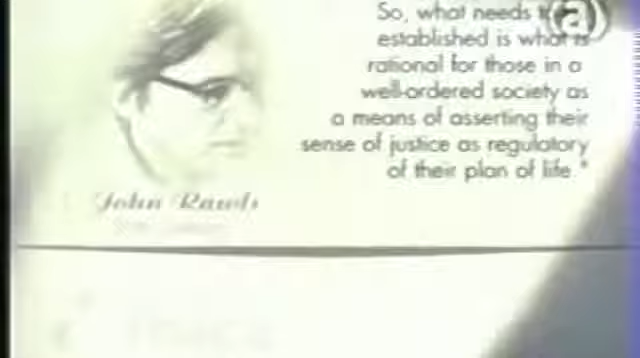 So, what needs
established is what is
rational for those in a
well-ordered society as
a means of asserting their
sense of justice as regulatory
of their plan of life."
John Rawls
(a)